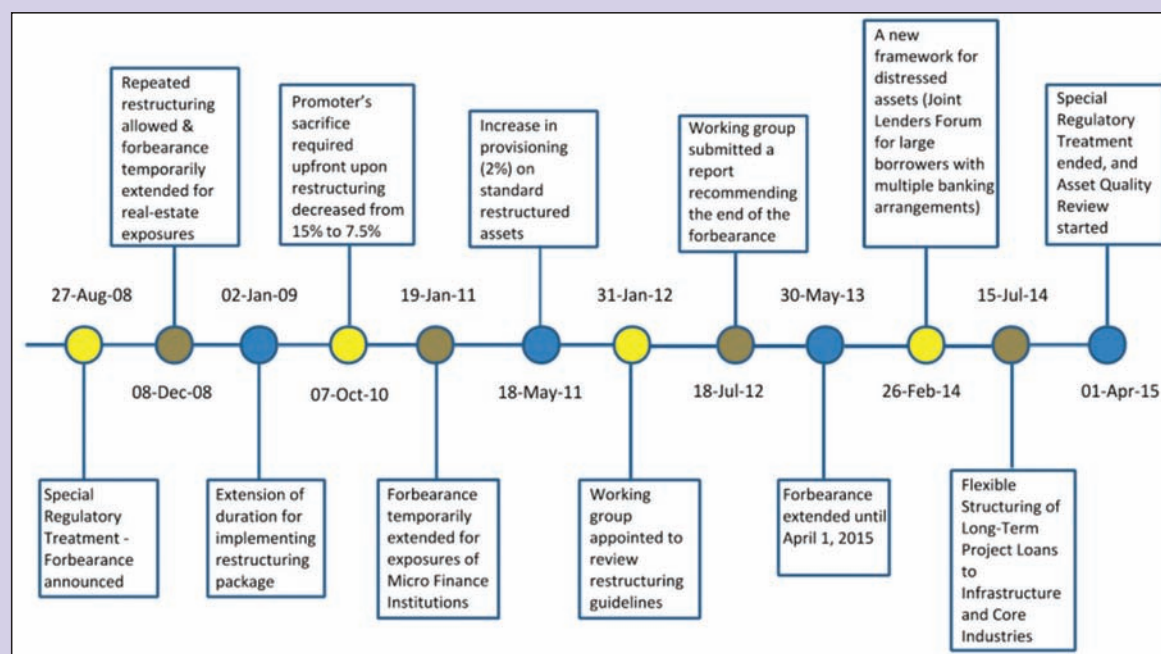 27-Aug-08
Special
Regulatory
Treatment -
Forbearance
announced
Repeated
restructuring
allowed &
forbearance
temporarily
extended for
real-estate
exposures
08-Dec-08
02-Jan-09
Extension of
duration for
implementing
restructuring
package
Promoter's
sacrifice
required
upfront upon
restructuring
decreased from
15% to 7.5%
07-Oct-10
19-Jan-11
Forbearance
temporarily
extended for
exposures of
Micro Finance
Institutions
Increase in
provisioning
(2%) on
standard
restructured
assets
18-May-11
31-Jan-12
Working
group
appointed to
review
restructuring
guidelines
Working group
submitted a
report
recommending
the end of the
forbearance
18-Jul-12
30-May-13
Forbearance
extended until
April 1, 2015
A new
framework for
distressed
assets (Joint
Lenders Forum
for large
borrowers with
multiple banking
arrangements)
26-Feb-14
15-Jul-14
Flexible
Structuring of
Long-Term
Project Loans
to
Infrastructure
and Core
Industries
Special
Regulatory
Treatment
ended, and
Asset Quality
Review
started
01-Apr-15